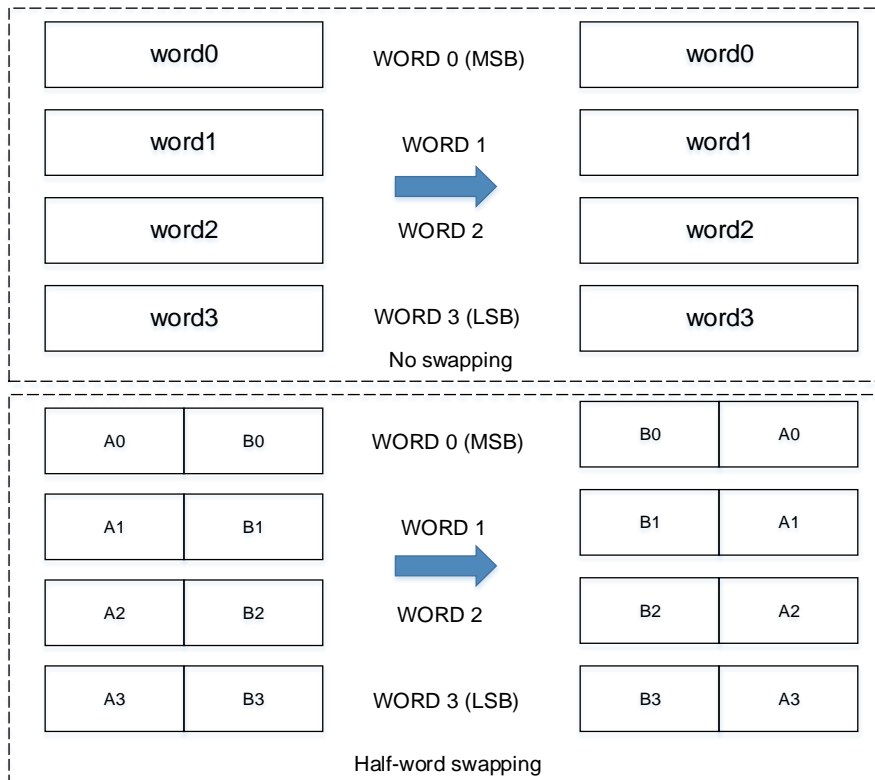 word0 WORD 0 (MSB) word0
word1 WORD 1 word1
word2 WORD 2 word2
word3 WORD 3 (LSB) word3
No swapping
A0 B0 WORD 0 (MSB) B0 A0
A1 B1 WORD 1 B1 A1
A2 B2 WORD 2 B2 A2
A3 B3 WORD 3 (LSB) B3 A3
Half-word swapping